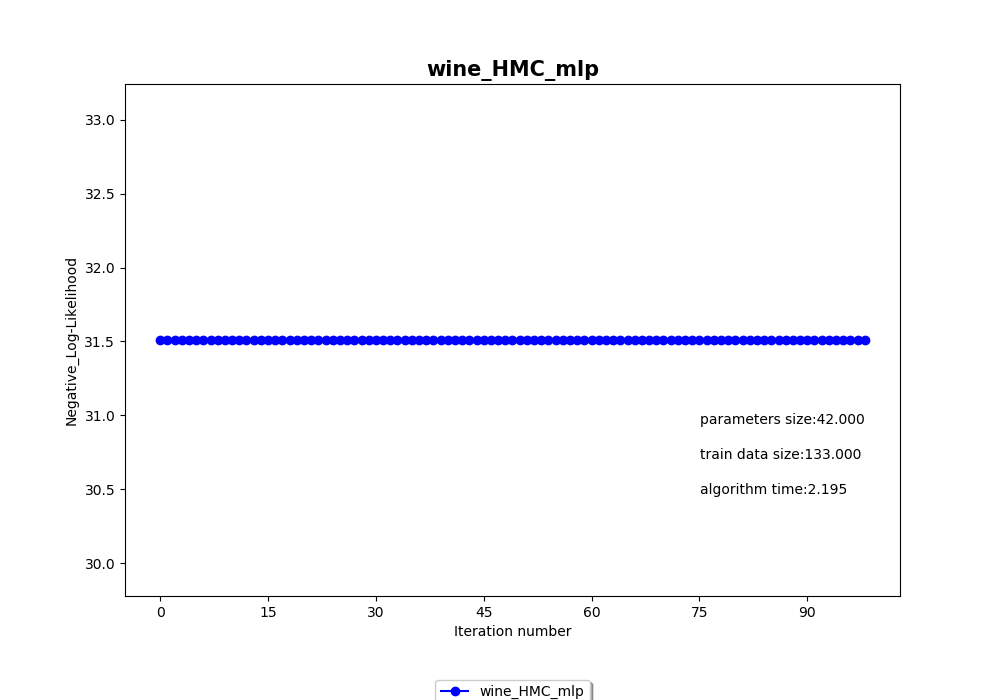 wine_HMC_mlp
33.0
32.5
32.0
31.5
31.0
30.5
30.0
Negative_Log-Likelihood
parameters size:42.000
train data size:133.000
algorithm time:2.195
0 15 30 45 60 75 90
Iteration number
wine_HMC_mlp